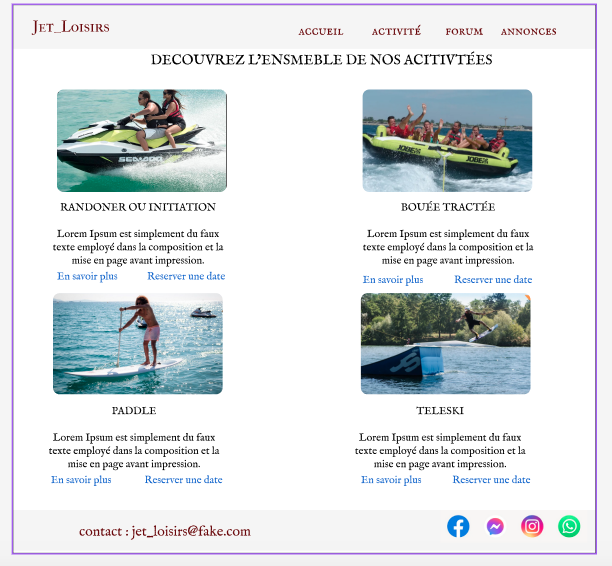 Jet_Loisirs
ACCUEIL ACTIVITÉ FORUM ANNONCES
DECOUVREZ L'ENSMEBLE DE NOS ACITIVTÉES
SEADOO
JOBE
RANDONER OU INITIATION
BOUÉE TRACTÉE
Lorem Ipsum est simplement du faux
texte employé dans la composition et la
mise en page avant impression.
En savoir plus Reserver une date
Lorem Ipsum est simplement du faux
texte employé dans la composition et la
mise en page avant impression.
En savoir plus Reserver une date
PADDLE
TELESKI
Lorem Ipsum est simplement du faux
texte employé dans la composition et la
mise en page avant impression.
En savoir plus Reserver une date
Lorem Ipsum est simplement du faux
texte employé dans la composition et la
mise en page avant impression.
En savoir plus Reserver une date
contact : jet_loisirs@fake.com